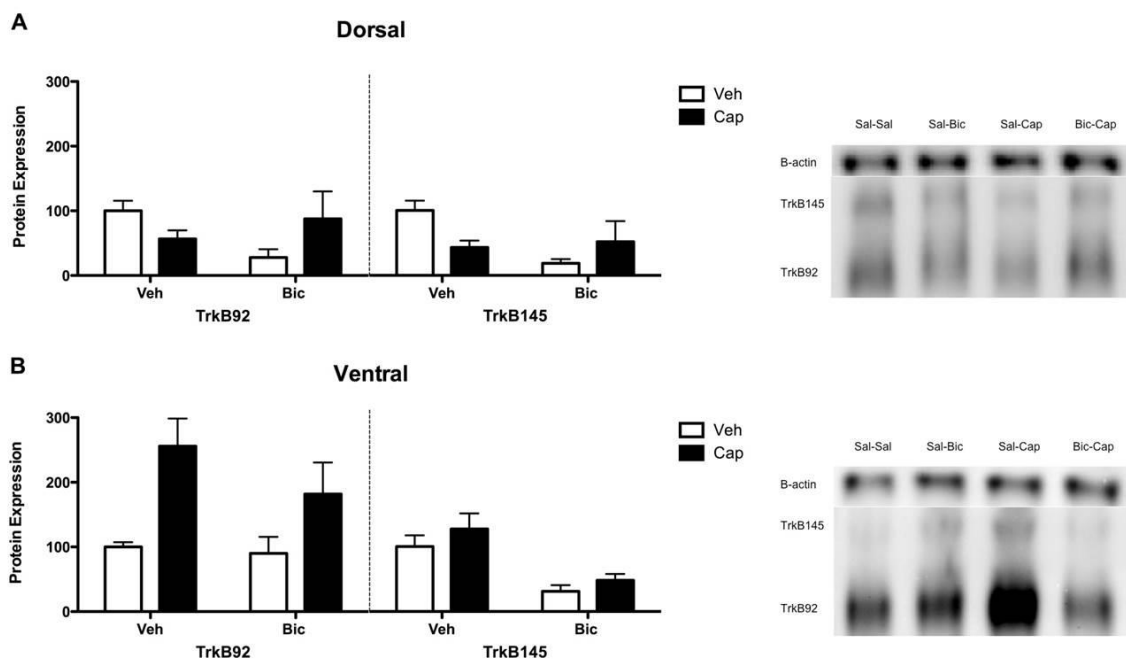 A
Dorsal
Protein Expression
300
200
100
0
Veh
Bic
Veh
Bic
TrkB92
TrkB145
Veh
Cap
Sal-Sal
Sal-Bic
Sal-Cap
Bic-Cap
B-actin
TrkB145
TrkB92
B
Ventral
Protein Expression
300
200
100
0
Veh
Bic
Veh
Bic
TrkB92
TrkB145
Veh
Cap
Sal-Sal
Sal-Bic
Sal-Cap
Bic-Cap
B-actin
TrkB145
TrkB92